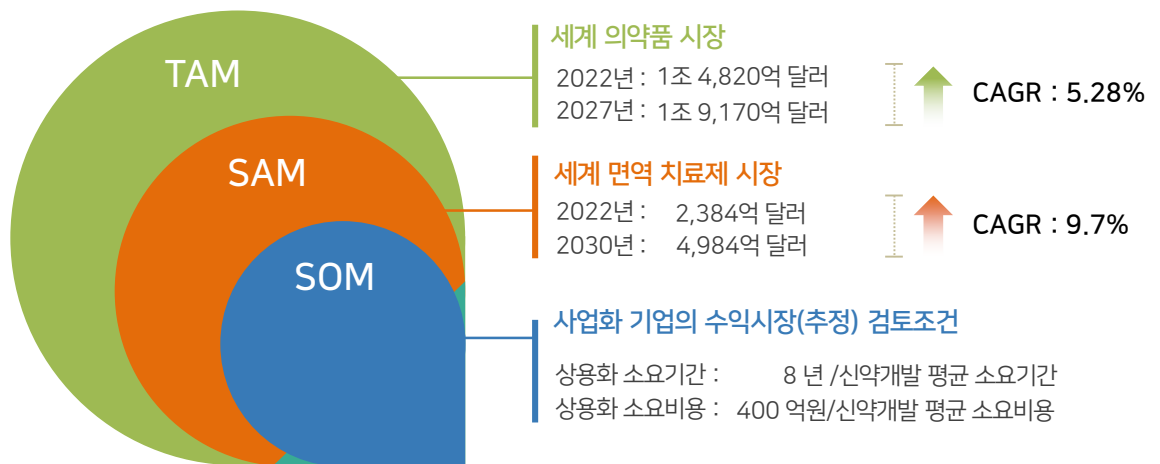 TAM
SAM
SOM
세계 의약품 시장
2022년 : 1조 4,820억 달러
2027년 : 1조 9,170억 달러
CAGR : 5.28%
세계 면역 치료제 시장
2022년 : 2,384억 달러
2030년 : 4,984억 달러
CAGR : 9.7%
사업화 기업의 수익시장(추정) 검토조건
상용화 소요기간 : 8 년 /신약개발 평균 소요기간
상용화 소요비용 : 400 억원/신약개발 평균 소요비용